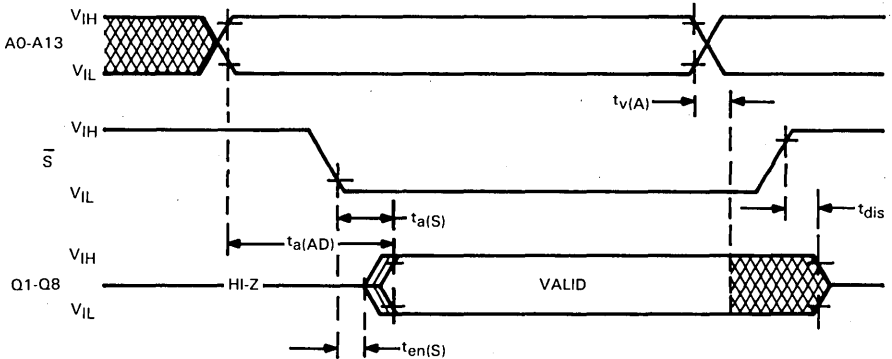 V_IH
A0-A13
V_IL
t_v(A)
V_IH
S̅
V_IL
t_a(S)
t_dis
t_a(AD)
V_IH
Q1-Q8
HI-Z
VALID
V_IL
t_en(S)